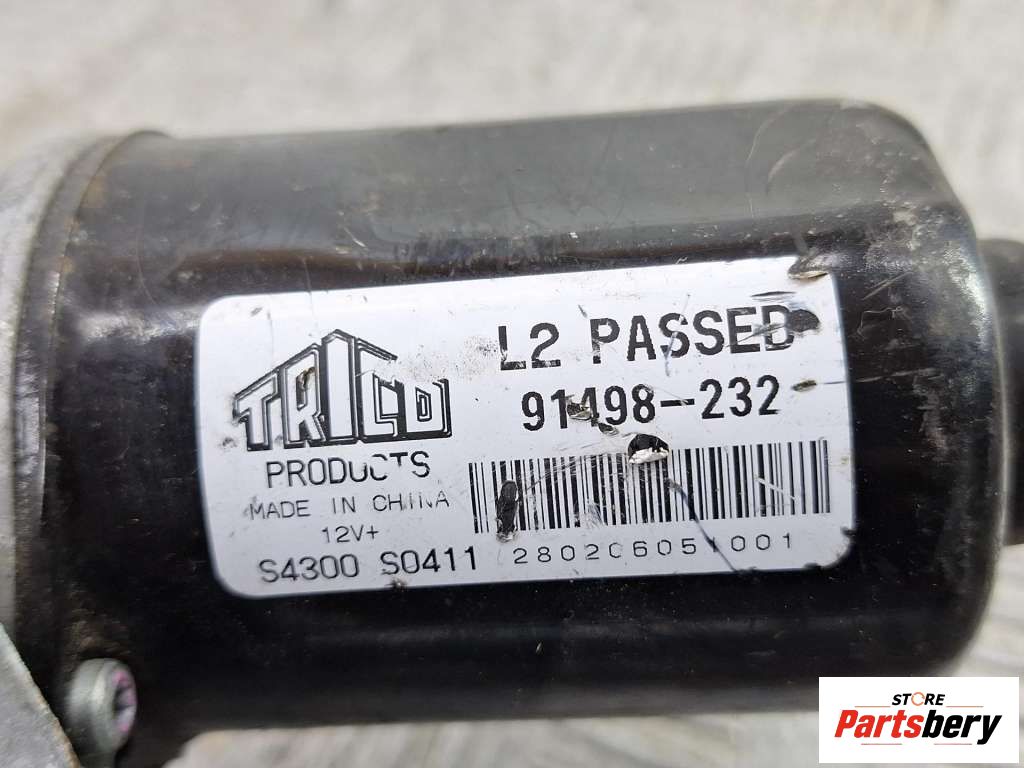 TRICO
PRODUCTS
MADE IN CHINA
12V+
S4300 S0411
L2 PASSED
91498-232
280206051001
STORE
Partsbery